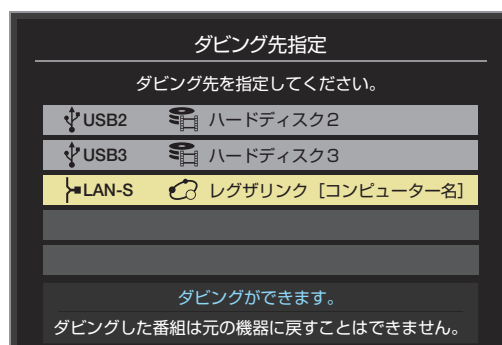 ダビング先指定
ダビング先を指定してください。
USB2 ハードディスク2
USB3 ハードディスク3
LAN-S レグザリンク [コンピューター名]
ダビングができます。
ダビングした番組は元の機器に戻すことはできません。